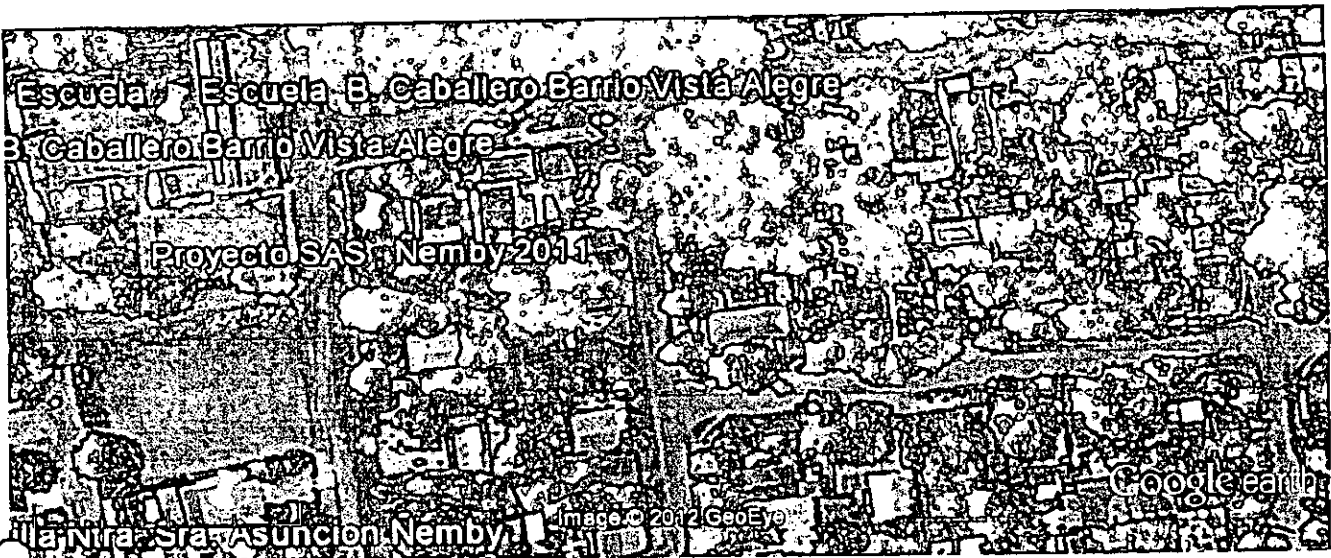 Escuela
Escuela B. Caballero Barrio Vista Alegre
B. Caballero Barrio Vista Alegre
Proyecto SAS - Nemby 2011
Google earth
Image © 2012 GeoEye
Ntra. Sra. Asuncion Nemby